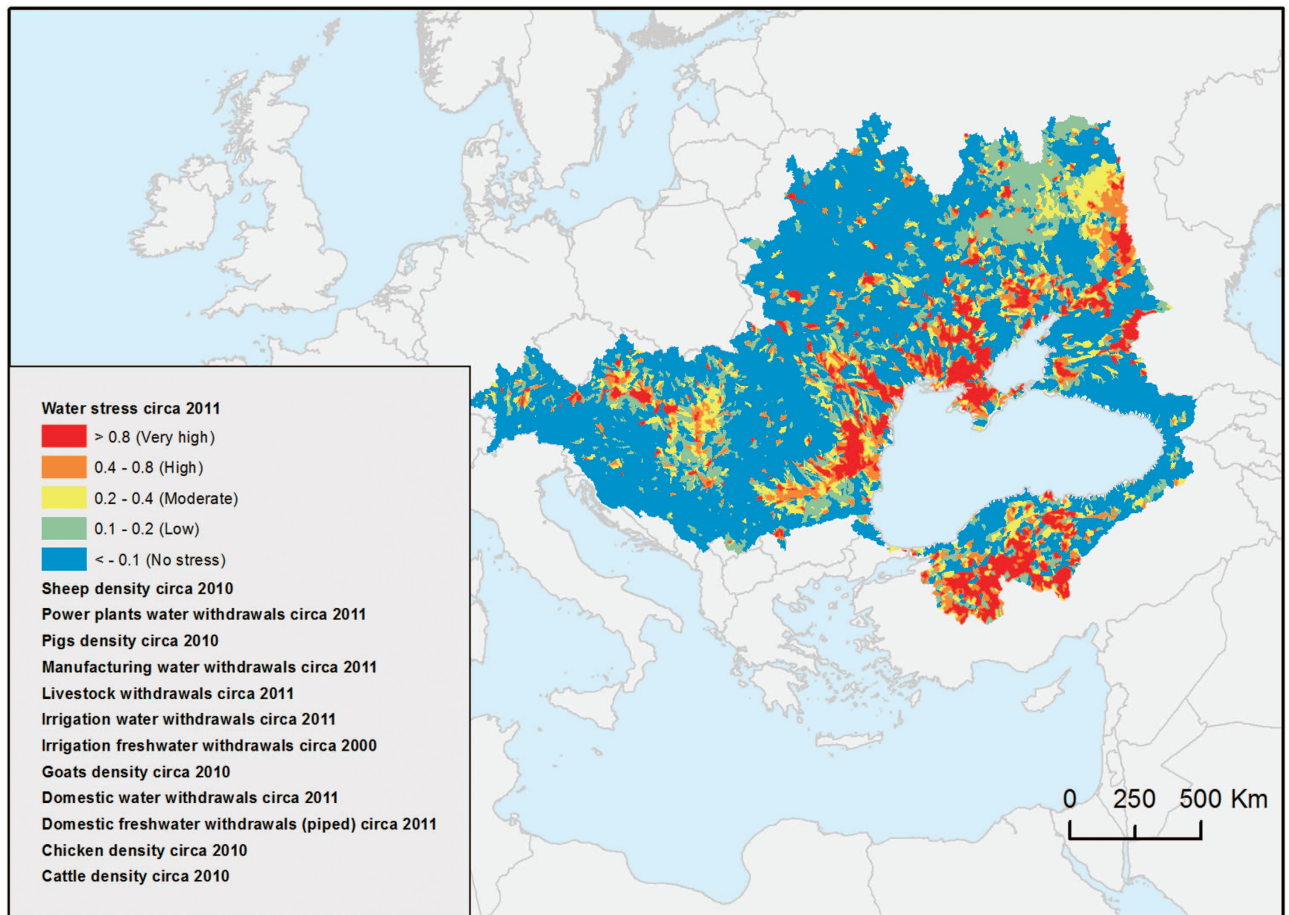 Water stress circa 2011
> 0.8 (Very high)
0.4 - 0.8 (High)
0.2 - 0.4 (Moderate)
0.1 - 0.2 (Low)
< - 0.1 (No stress)
Sheep density circa 2010
Power plants water withdrawals circa 2011
Pigs density circa 2010
Manufacturing water withdrawals circa 2011
Livestock withdrawals circa 2011
Irrigation water withdrawals circa 2011
Irrigation freshwater withdrawals circa 2000
Goats density circa 2010
Domestic water withdrawals circa 2011
Domestic freshwater withdrawals (piped) circa 2011
Chicken density circa 2010
Cattle density circa 2010
0 250 500 Km